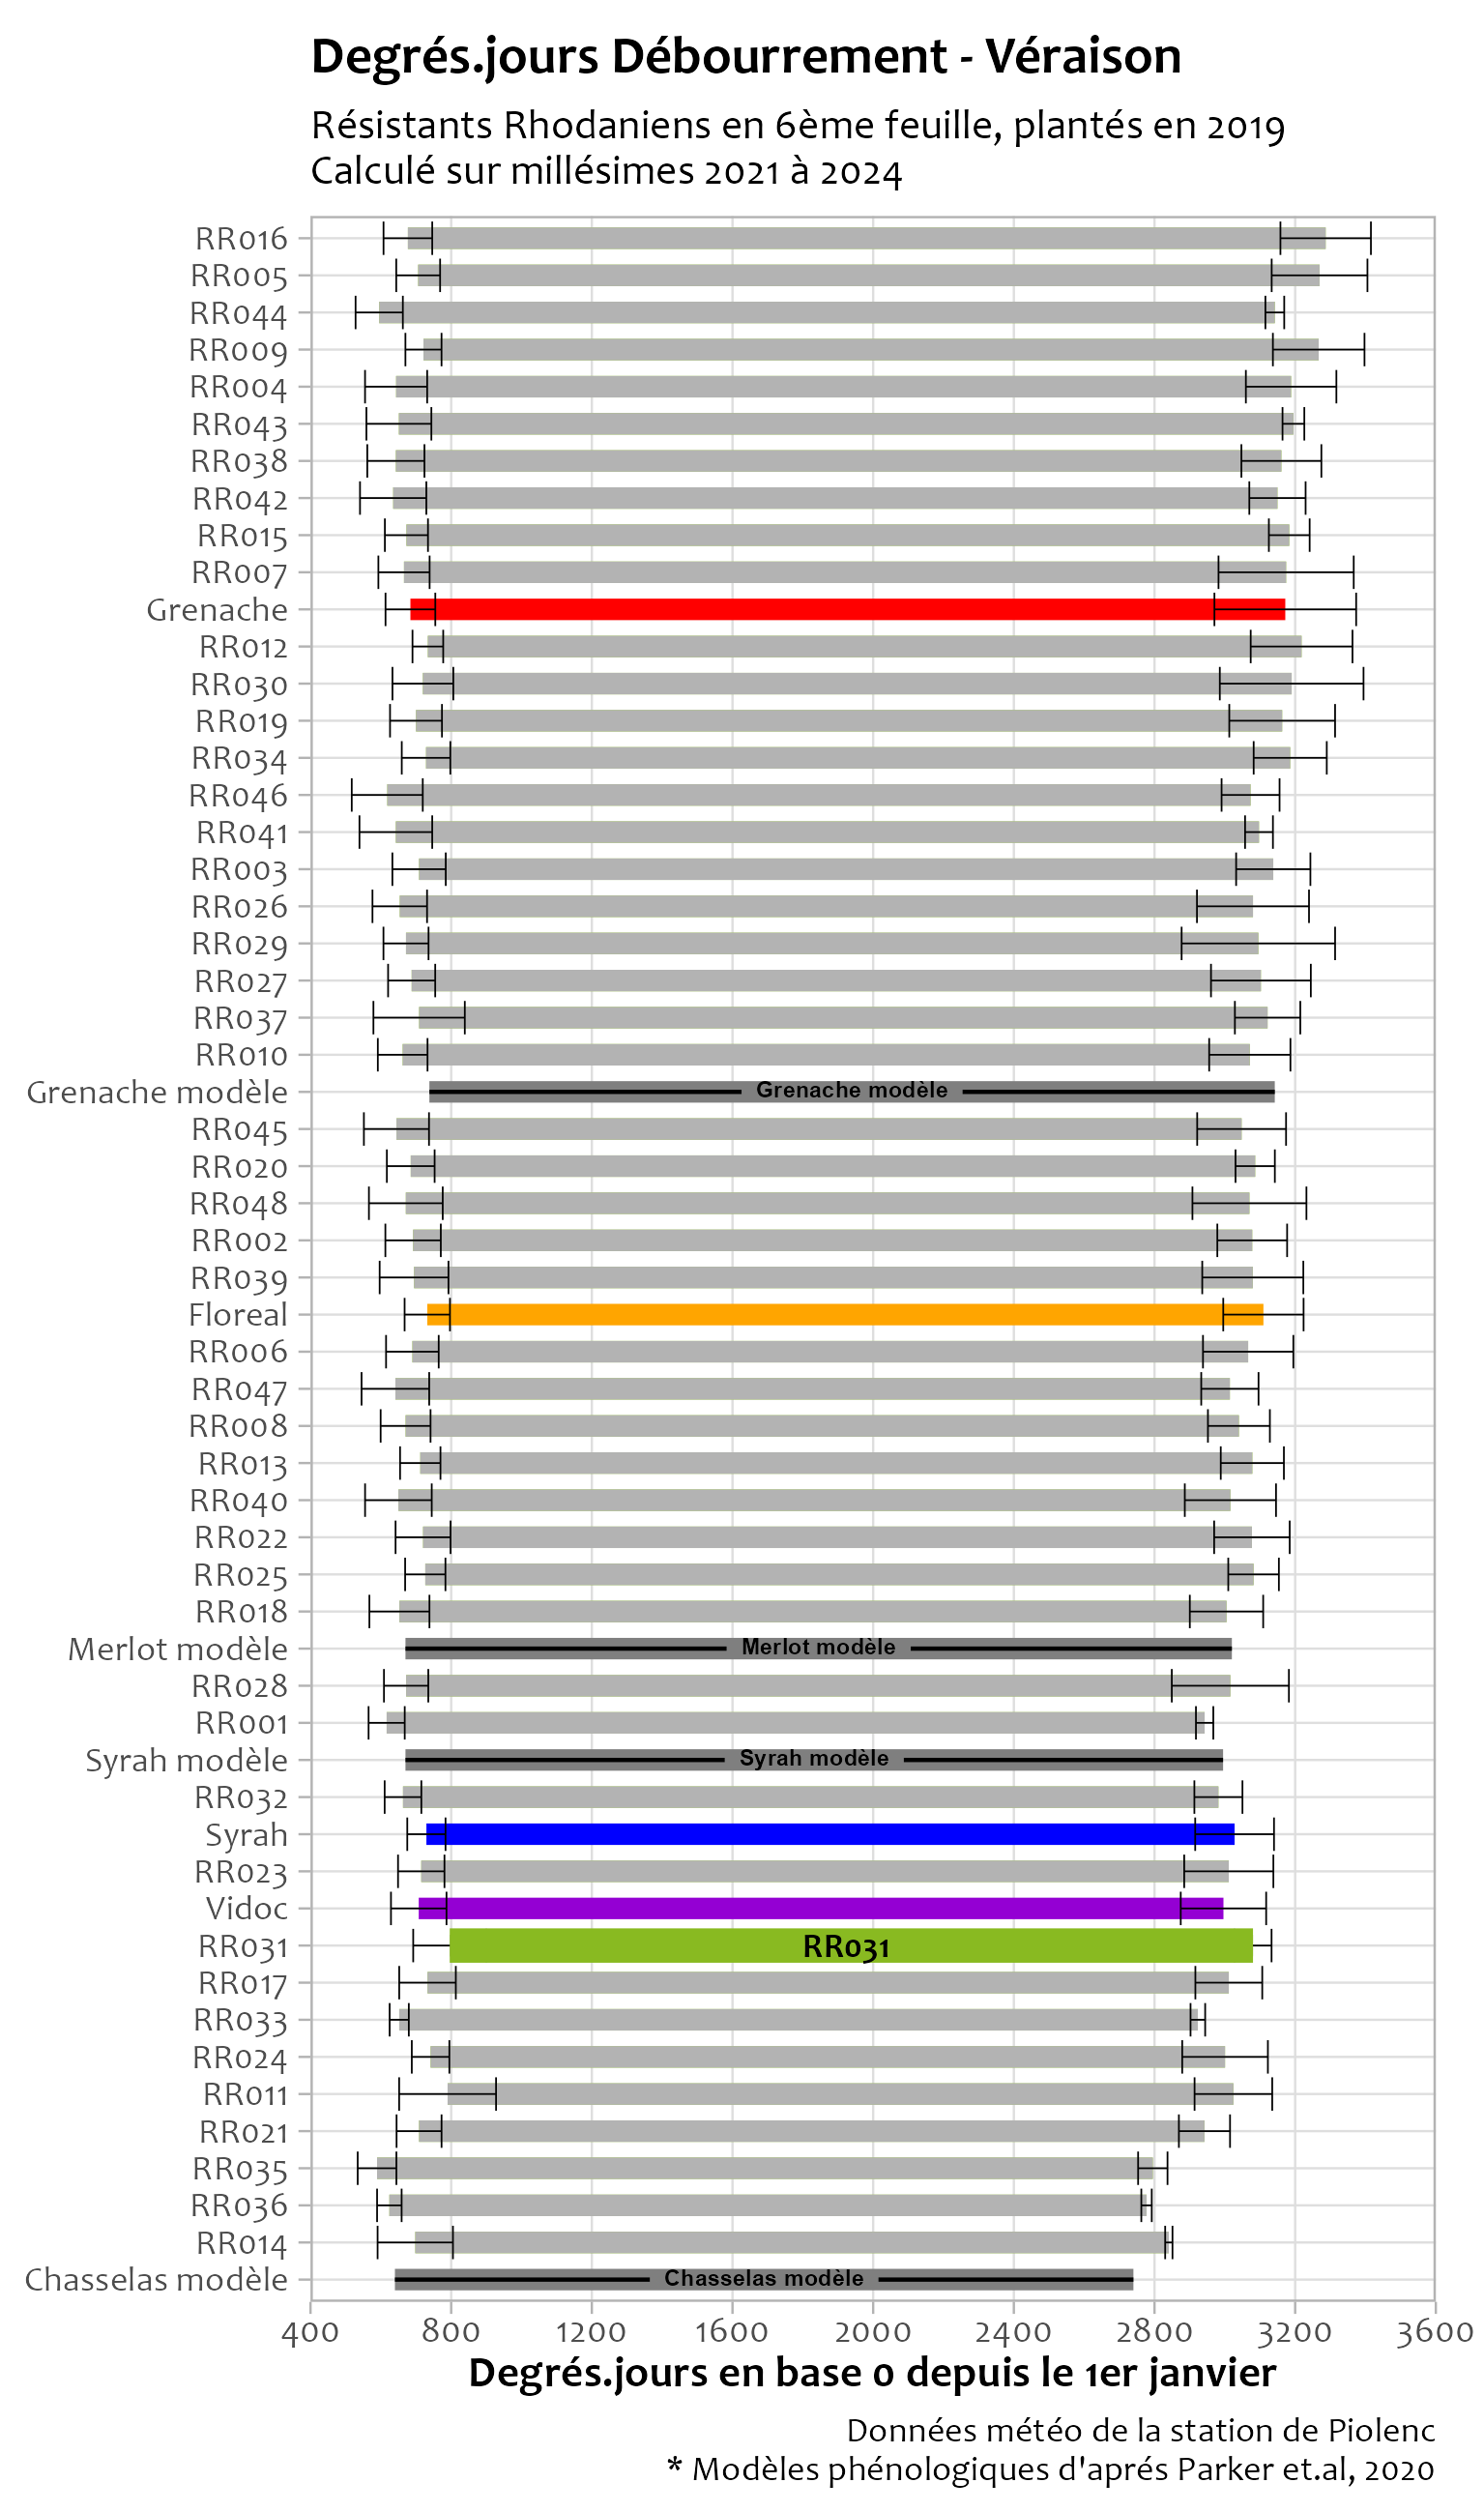 Degrés.jours Débourrement - Véraison
Résistants Rhodaniens en 6ème feuille, plantés en 2019
Calculé sur millésimes 2021 à 2024
RR016
RR005
RR044
RR009
RR004
RR043
RR038
RR042
RR015
RR007
Grenache
RR012
RR030
RR019
RR034
RR046
RR041
RR003
RR026
RR029
RR027
RR037
RR010
Grenache modèle Grenache modèle
RR045
RR020
RR048
RR002
RR039
Floreal
RR006
RR047
RR008
RR013
RR040
RR022
RR025
RR018
Merlot modèle Merlot modèle
RR028
RR001
Syrah modèle Syrah modèle
RR032
Syrah
RR023
Vidoc
RR031 RR031
RR017
RR033
RR024
RR011
RR021
RR035
RR036
RR014
Chasselas modèle Chasselas modèle
400 800 1200 1600 2000 2400 2800 3200 3600
Degrés.jours en base 0 depuis le 1er janvier
Données météo de la station de Piolenc
* Modèles phénologiques d'aprés Parker et.al, 2020